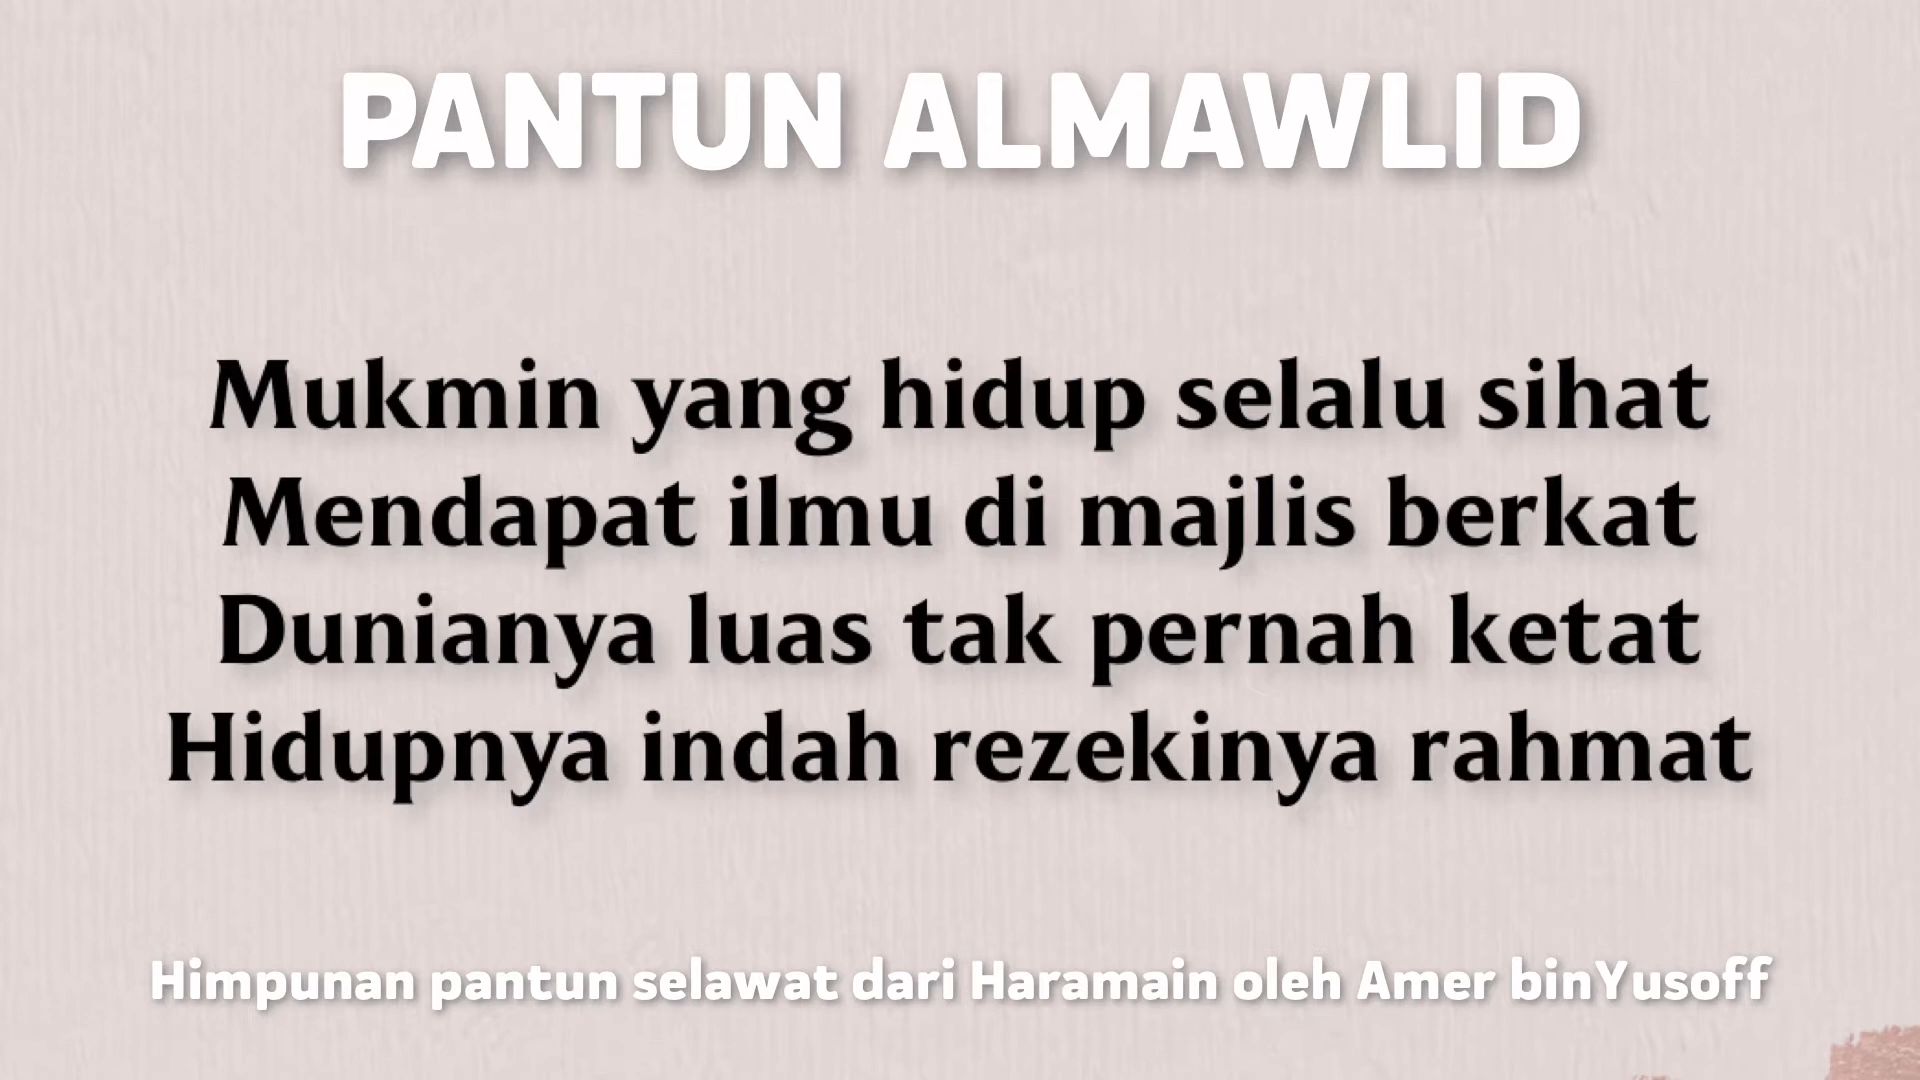 PANTUN ALMAWLID
Mukmin yang hidup selalu sihat
Mendapat ilmu di majlis berkat
Dunianya luas tak pernah ketat
Hidupnya indah rezekinya rahmat
Himpunan pantun selawat dari Haramain oleh Amer binYusoff